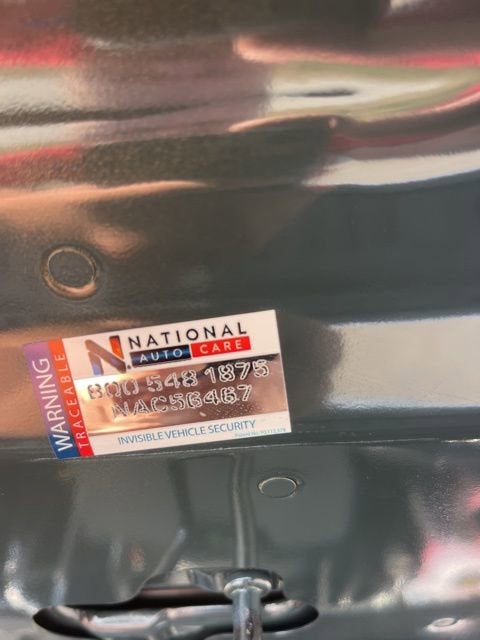 WARNING
TRACEABLE
N. NATIONAL
AUTO CARE
800 548 1875
NAC56467
INVISIBLE VEHICLE SECURITY